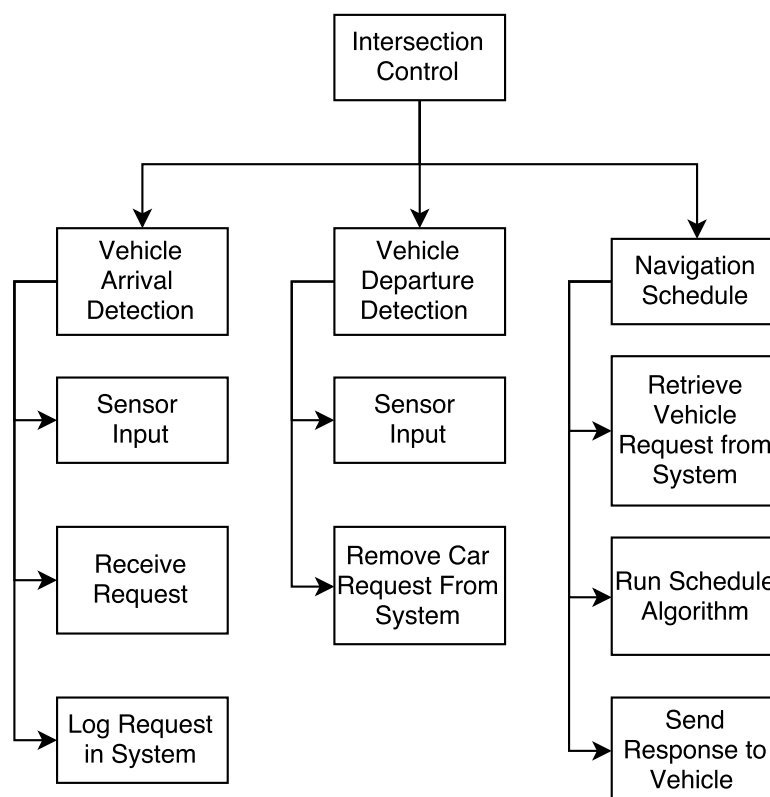 Intersection
Control
Vehicle
Arrival
Detection
Sensor
Input
Receive
Request
Log Request
in System
Vehicle
Departure
Detection
Sensor
Input
Remove Car
Request From
System
Navigation
Schedule
Retrieve
Vehicle
Request from
System
Run Schedule
Algorithm
Send
Response to
Vehicle